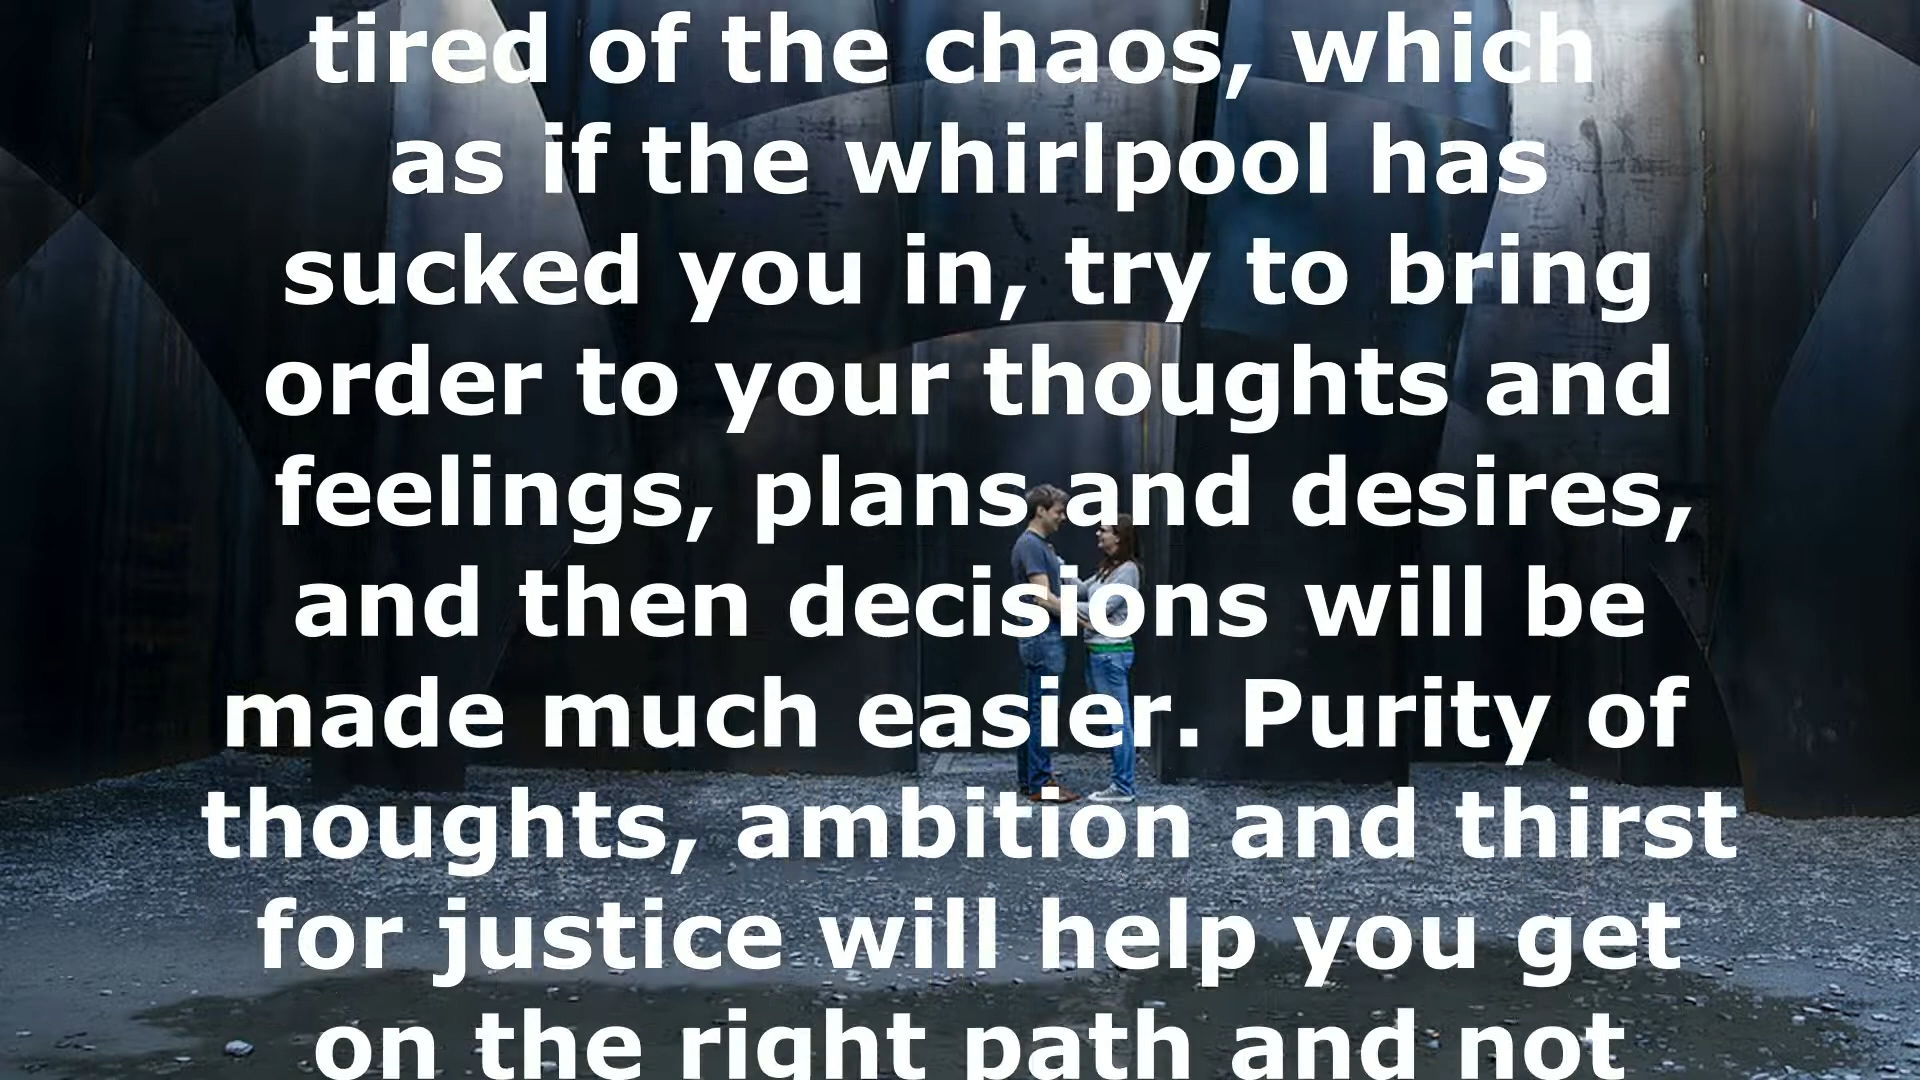 tired of the chaos, which
as if the whirlpool has
sucked you in, try to bring
order to your thoughts and
feelings, plans and desires,
and then decisions will be
made much easier. Purity of
thoughts, ambition and thirst
for justice will help you get
on the right path and not